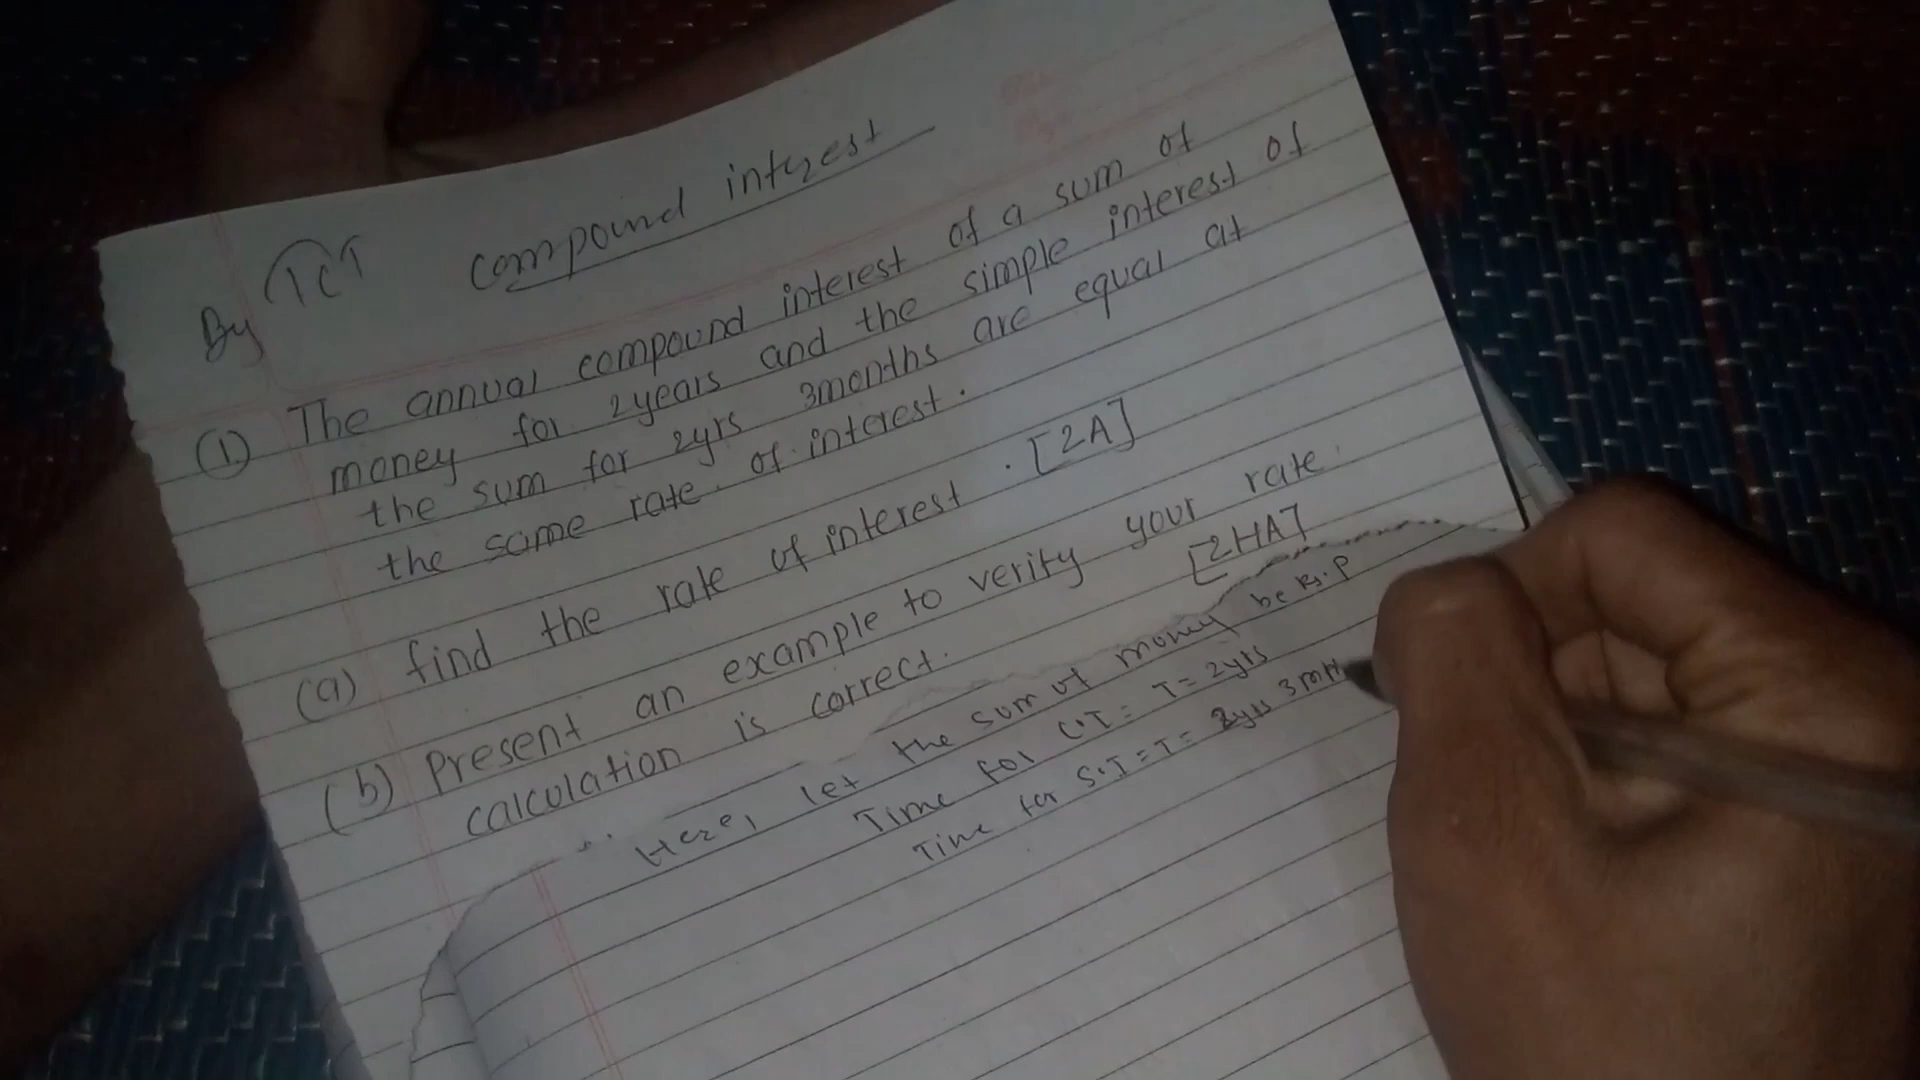 By TCT compound interest
(1) The annual compound interest of a sum of
money for 2years and the simple interest of
the sum for 2yrs 3months are equal at
the same rate of interest.
(a) find the rate of interest. [2A]
(b) Present an example to verify your rate.
calculation is correct. [2HA]
Here, let the sum of money be Rs. P
Time for C.I = T = 2yrs
Time for S.I = T = 2yrs 3m